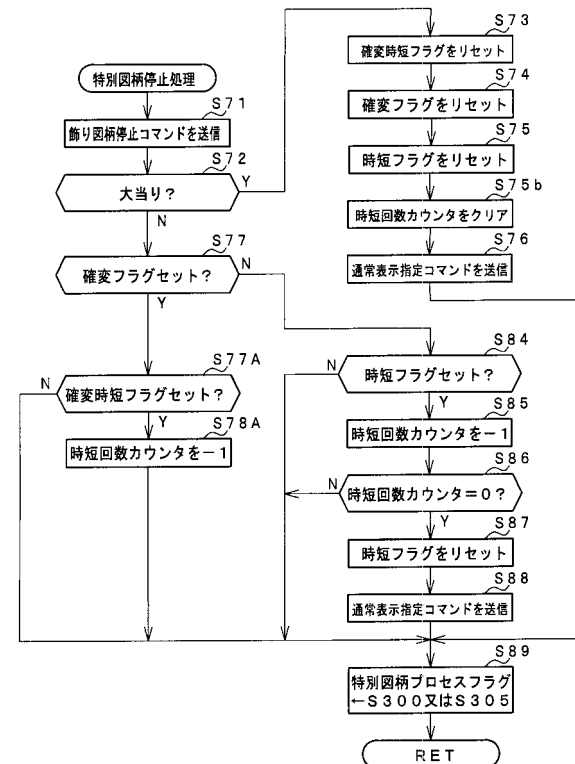 特別図柄停止処理
S71
飾り図柄停止コマンドを送信
S72
大当り？
Y
N
S73
確変時短フラグをリセット
S74
確変フラグをリセット
S75
時短フラグをリセット
S75b
時短回数カウンタをクリア
S76
通常表示指定コマンドを送信
S77
確変フラグセット？
N
Y
S77A
N
確変時短フラグセット？
Y
S78A
時短回数カウンタを－1
S84
N
時短フラグセット？
Y
S85
時短回数カウンタを－1
S86
N
時短回数カウンタ＝0？
Y
S87
時短フラグをリセット
S88
通常表示指定コマンドを送信
S89
特別図柄プロセスフラグ
←S300又はS305
RET